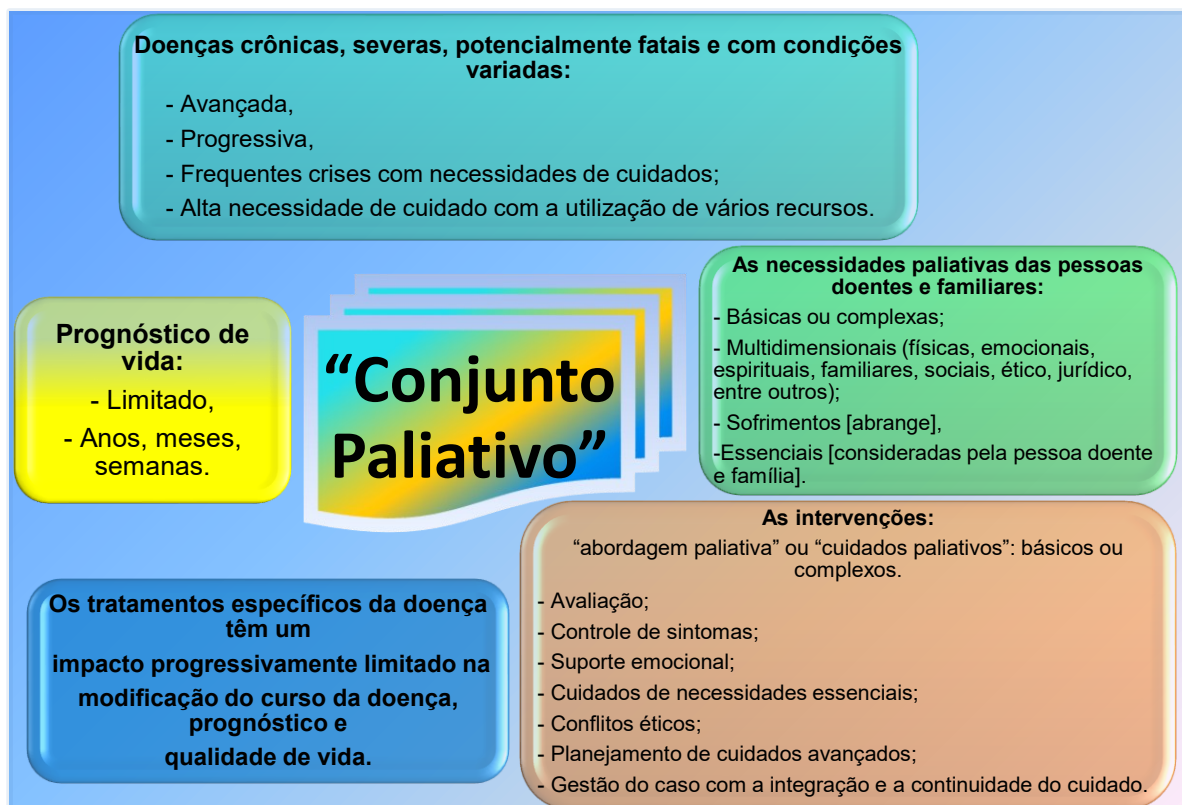 Doenças crônicas, severas, potencialmente fatais e com condições
variadas:
- Avançada,
- Progressiva,
- Frequentes crises com necessidades de cuidados;
- Alta necessidade de cuidado com a utilização de vários recursos.
As necessidades paliativas das pessoas
doentes e familiares:
- Básicas ou complexas;
- Multidimensionais (físicas, emocionais,
espirituais, familiares, sociais, ético, jurídico,
entre outros);
- Sofrimentos [abrange],
-Essenciais [consideradas pela pessoa doente
e família].
Prognóstico de
vida:
- Limitado,
- Anos, meses,
semanas.
“Conjunto
Paliativo”
As intervenções:
“abordagem paliativa” ou “cuidados paliativos”: básicos ou
complexos.
- Avaliação;
- Controle de sintomas;
- Suporte emocional;
- Cuidados de necessidades essenciais;
- Conflitos éticos;
- Planejamento de cuidados avançados;
- Gestão do caso com a integração e a continuidade do cuidado.
Os tratamentos específicos da doença
têm um
impacto progressivamente limitado na
modificação do curso da doença,
prognóstico e
qualidade de vida.